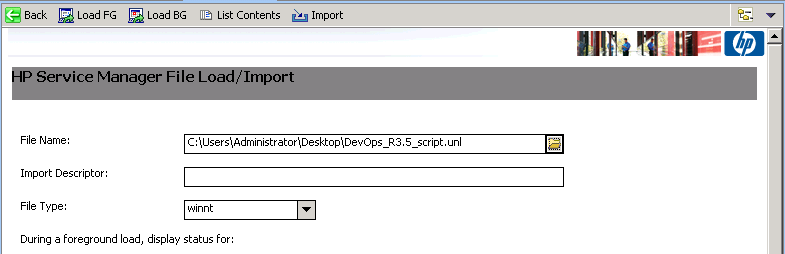 Back Load FG Load BG List Contents Import
hp
HP Service Manager File Load/Import
File Name: C:\Users\Administrator\Desktop\DevOps_R3.5_script.unl
Import Descriptor:
File Type: winnt
During a foreground load, display status for: